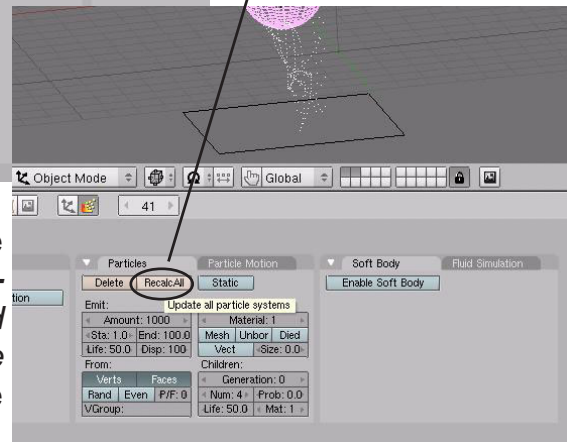 Object Mode Global
41
Particles Particle Motion Soft Body Fluid Simulation
Delete RecalcAll Static Enable Soft Body
Update all particle systems
Emit:
Amount: 1000 Material: 1
Sta: 1.0 End: 100.0 Mesh Unbor Died
Life: 50.0 Disp: 100 Vect Size: 0.0
From: Children:
Verts Faces Generation: 0
Rand Even P/F: 0 Num: 4 Prob: 0.0
VGroup: Life: 50.0 Mat: 1